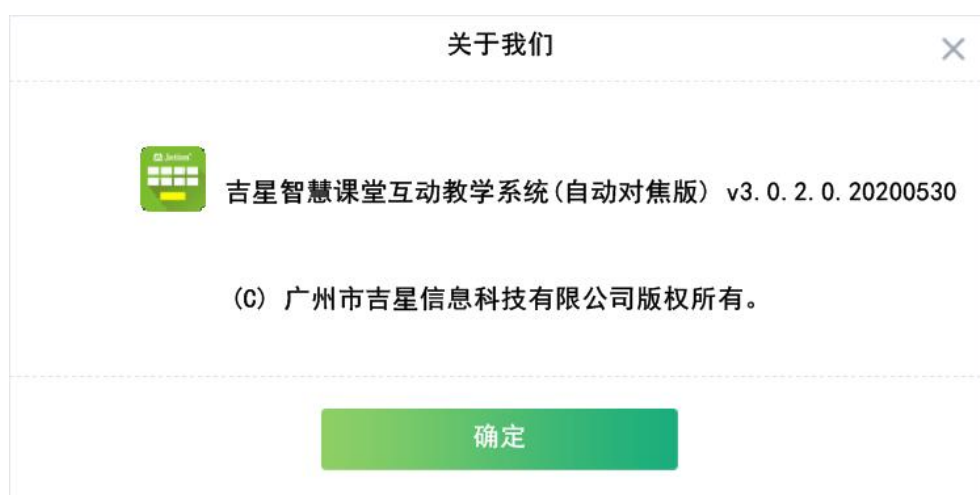 关于我们
吉星智慧课堂互动教学系统(自动对焦版) v3.0.2.0.20200530
(C) 广州市吉星信息科技有限公司版权所有。
确定